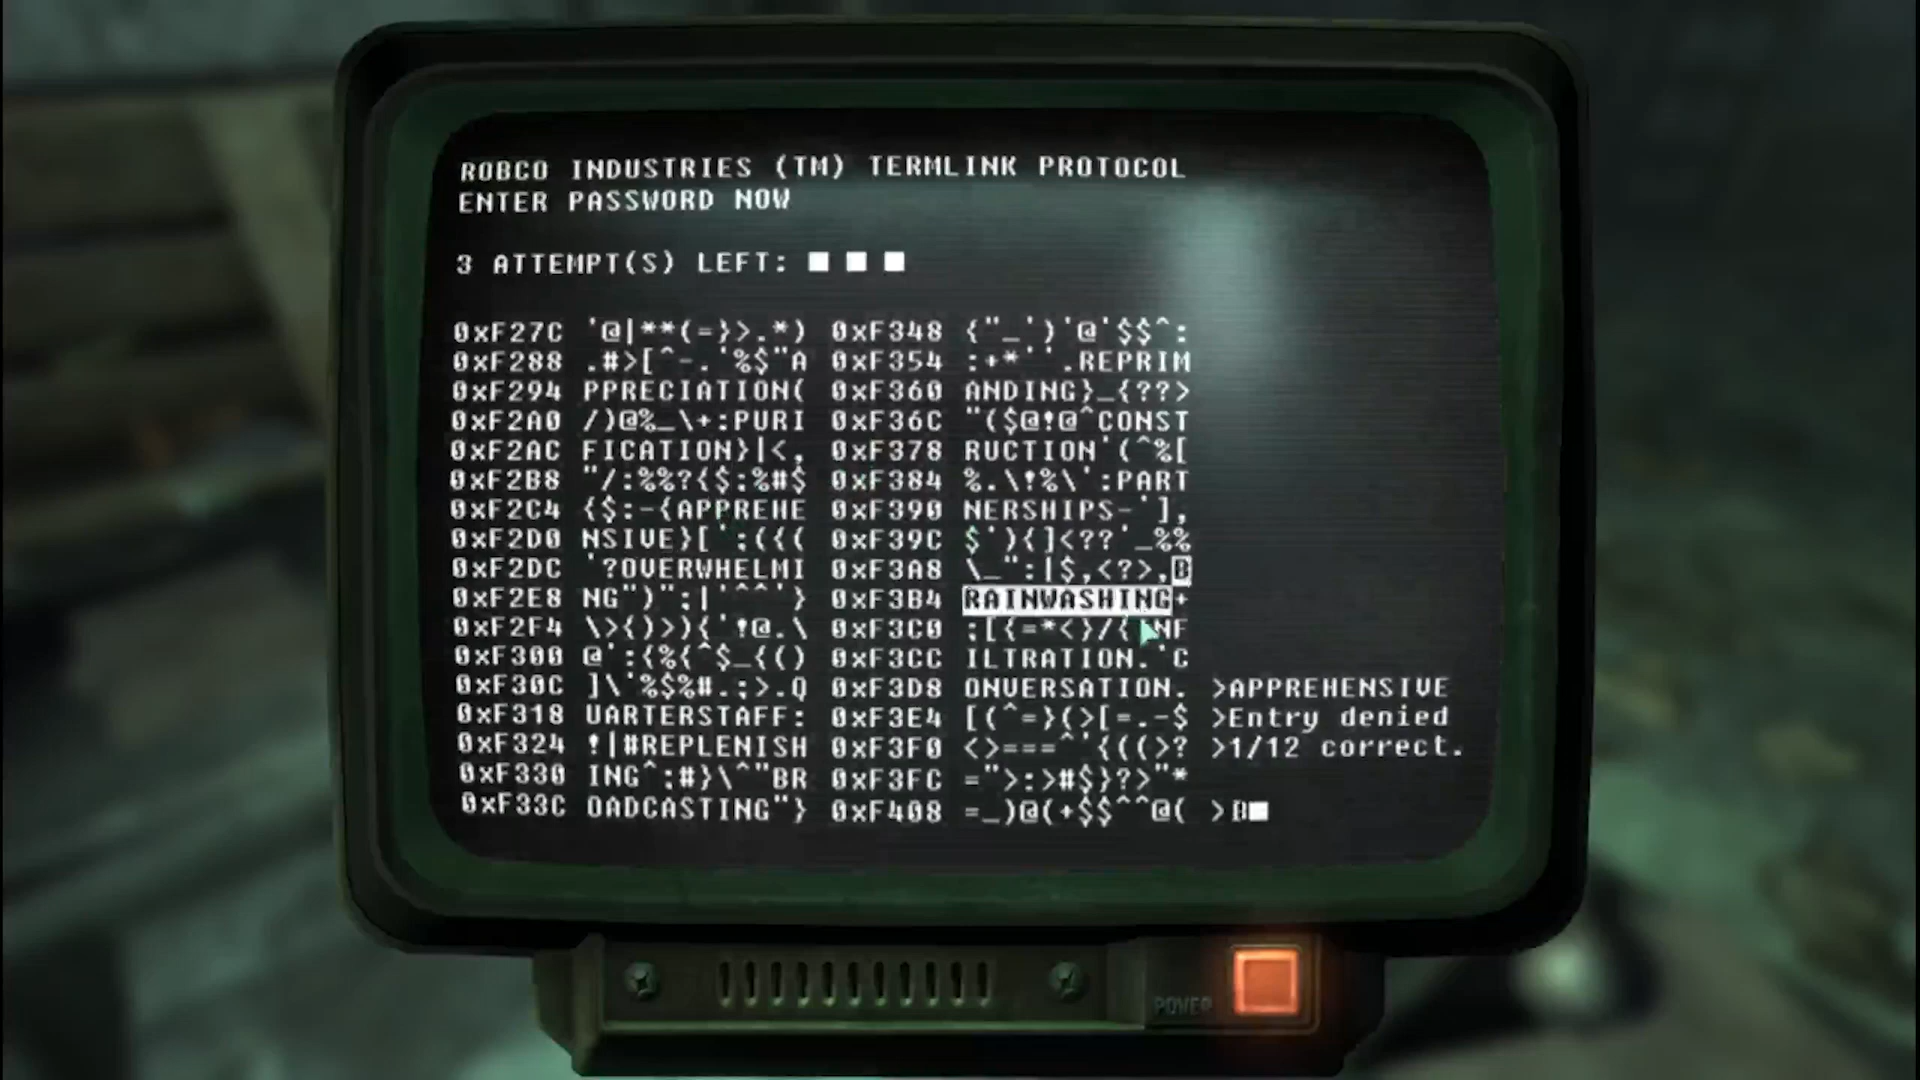 ROBCO INDUSTRIES (TM) TERMLINK PROTOCOL
ENTER PASSWORD NOW
3 ATTEMPT(S) LEFT: ■ ■ ■
0xF27C '@|**(=}>.*) 0xF348 {"_')'@'$$^:
0xF288 .#>[^-.'%$"A 0xF354 :+*''.REPRIM
0xF294 PPRECIATION( 0xF360 ANDING}_{??>
0xF2A0 /)@%_\+:PURI 0xF36C "($@!@^CONST
0xF2AC FICATION}|<, 0xF378 RUCTION'(^%[
0xF2B8 "/:%%?{$:%#$ 0xF384 %.\!%\':PART
0xF2C4 {$:-{APPREHE 0xF390 NERSHIPS-'],
0xF2D0 NSIVE}[':({( 0xF39C $'){]<??'_%%
0xF2DC '?OVERWHELMI 0xF3A8 \_":|$,<?>,B
0xF2E8 NG")":|'^^'} 0xF3B4 RAINWASHING+
0xF2F4 \>{)>){'!@.\ 0xF3C0 ;[{=*<}/{INF
0xF300 @':{%{^$_{() 0xF3CC ILTRATION.'C
0xF30C ]\'%$%#.;>.Q 0xF3D8 ONVERSATION. >APPREHENSIVE
0xF318 UARTERSTAFF: 0xF3E4 [(^=}(>[=.-$ >Entry denied
0xF324 !|#REPLENISH 0xF3F0 <>===^'{((>? >1/12 correct.
0xF330 ING^:#}\^"BR 0xF3FC =">:>#$}?>"*
0xF33C OADCASTING"} 0xF408 =_)@(+$$^^@( >B■
POWER